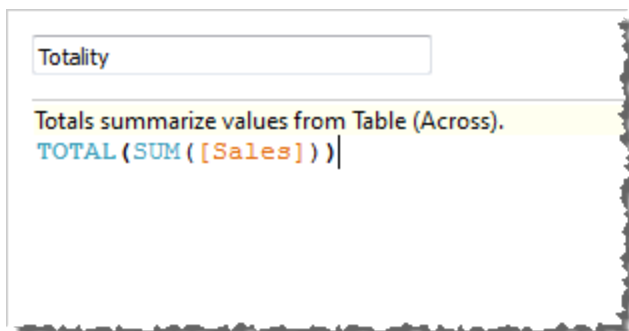 Totality
Totals summarize values from Table (Across).
TOTAL(SUM([Sales]))